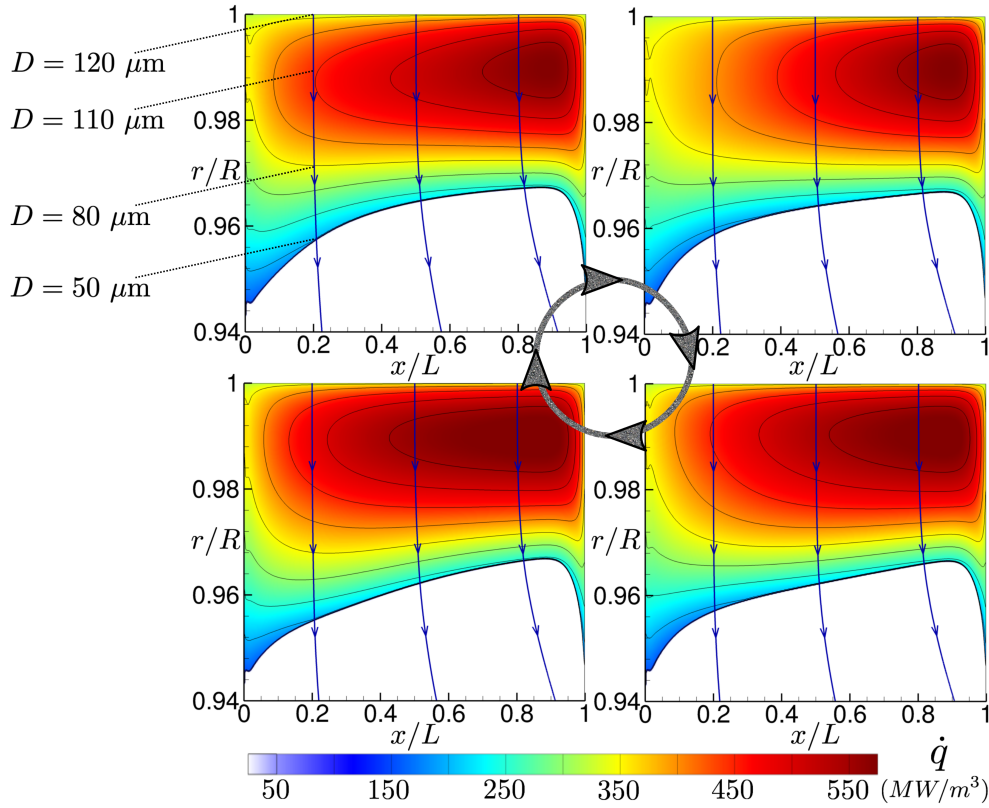 D = 120 μm
D = 110 μm
D = 80 μm
D = 50 μm
1
0.98
r/R
0.96
0.94
0 0.2 0.4 0.6 0.8 1
x/L
1
0.98
r/R
0.96
0.94
0 0.2 0.4 0.6 0.8 1
x/L
1
0.98
r/R
0.96
0.94
0 0.2 0.4 0.6 0.8 1
x/L
1
0.98
r/R
0.96
0.94
0 0.2 0.4 0.6 0.8 1
x/L
q̇
50 150 250 350 450 550 (MW/m³)